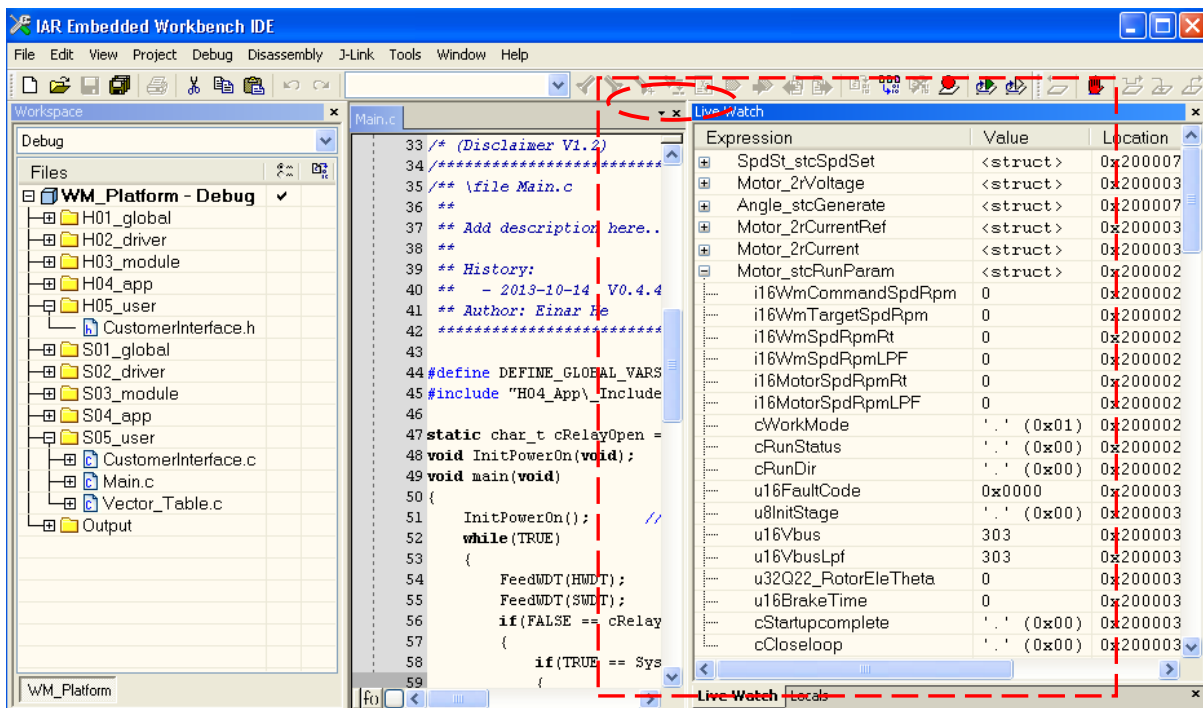 IAR Embedded Workbench IDE
File Edit View Project Debug Disassembly J-Link Tools Window Help
Workspace
Debug
Files
WM_Platform - Debug
H01_global
H02_driver
H03_module
H04_app
H05_user
CustomerInterface.h
S01_global
S02_driver
S03_module
S04_app
S05_user
CustomerInterface.c
Main.c
Vector_Table.c
Output
WM_Platform
Main.c
33 /* (Disclaimer V1.2)
34 /**************************
35 /** \file Main.c
36 **
37 ** Add description here..
38 **
39 ** History:
40 **   - 2013-10-14  V0.4.4
41 ** Author: Einar He
42 **************************
43
44 #define DEFINE_GLOBAL_VARS
45 #include "H04_App\_Include
46
47 static char_t cRelayOpen =
48 void InitPowerOn(void);
49 void main(void)
50 {
51 InitPowerOn(); //
52 while(TRUE)
53 {
54 FeedWDT(HWDT);
55 FeedWDT(SWDT);
56 if(FALSE == cRelay
57 {
58 if(TRUE == Sys
59 {
f0
Live Watch
Expression Value Location
SpdSt_stcSpdSet <struct> 0x200007
Motor_2rVoltage <struct> 0x200003
Angle_stcGenerate <struct> 0x200007
Motor_2rCurrentRef <struct> 0x200003
Motor_2rCurrent <struct> 0x200003
Motor_stcRunParam <struct> 0x200002
i16WmCommandSpdRpm 0 0x200002
i16WmTargetSpdRpm 0 0x200002
i16WmSpdRpmRt 0 0x200002
i16WmSpdRpmLPF 0 0x200002
i16MotorSpdRpmRt 0 0x200002
i16MotorSpdRpmLPF 0 0x200002
cWorkMode '.' (0x01) 0x200002
cRunStatus '.' (0x00) 0x200002
cRunDir '.' (0x00) 0x200002
u16FaultCode 0x0000 0x200003
u8InitStage '.' (0x00) 0x200003
u16Vbus 303 0x200003
u16VbusLpf 303 0x200003
u32Q22_RotorEleTheta 0 0x200003
u16BrakeTime 0 0x200003
cStartupcomplete '.' (0x00) 0x200003
cCloseloop '.' (0x00) 0x200003
Live Watch Locals